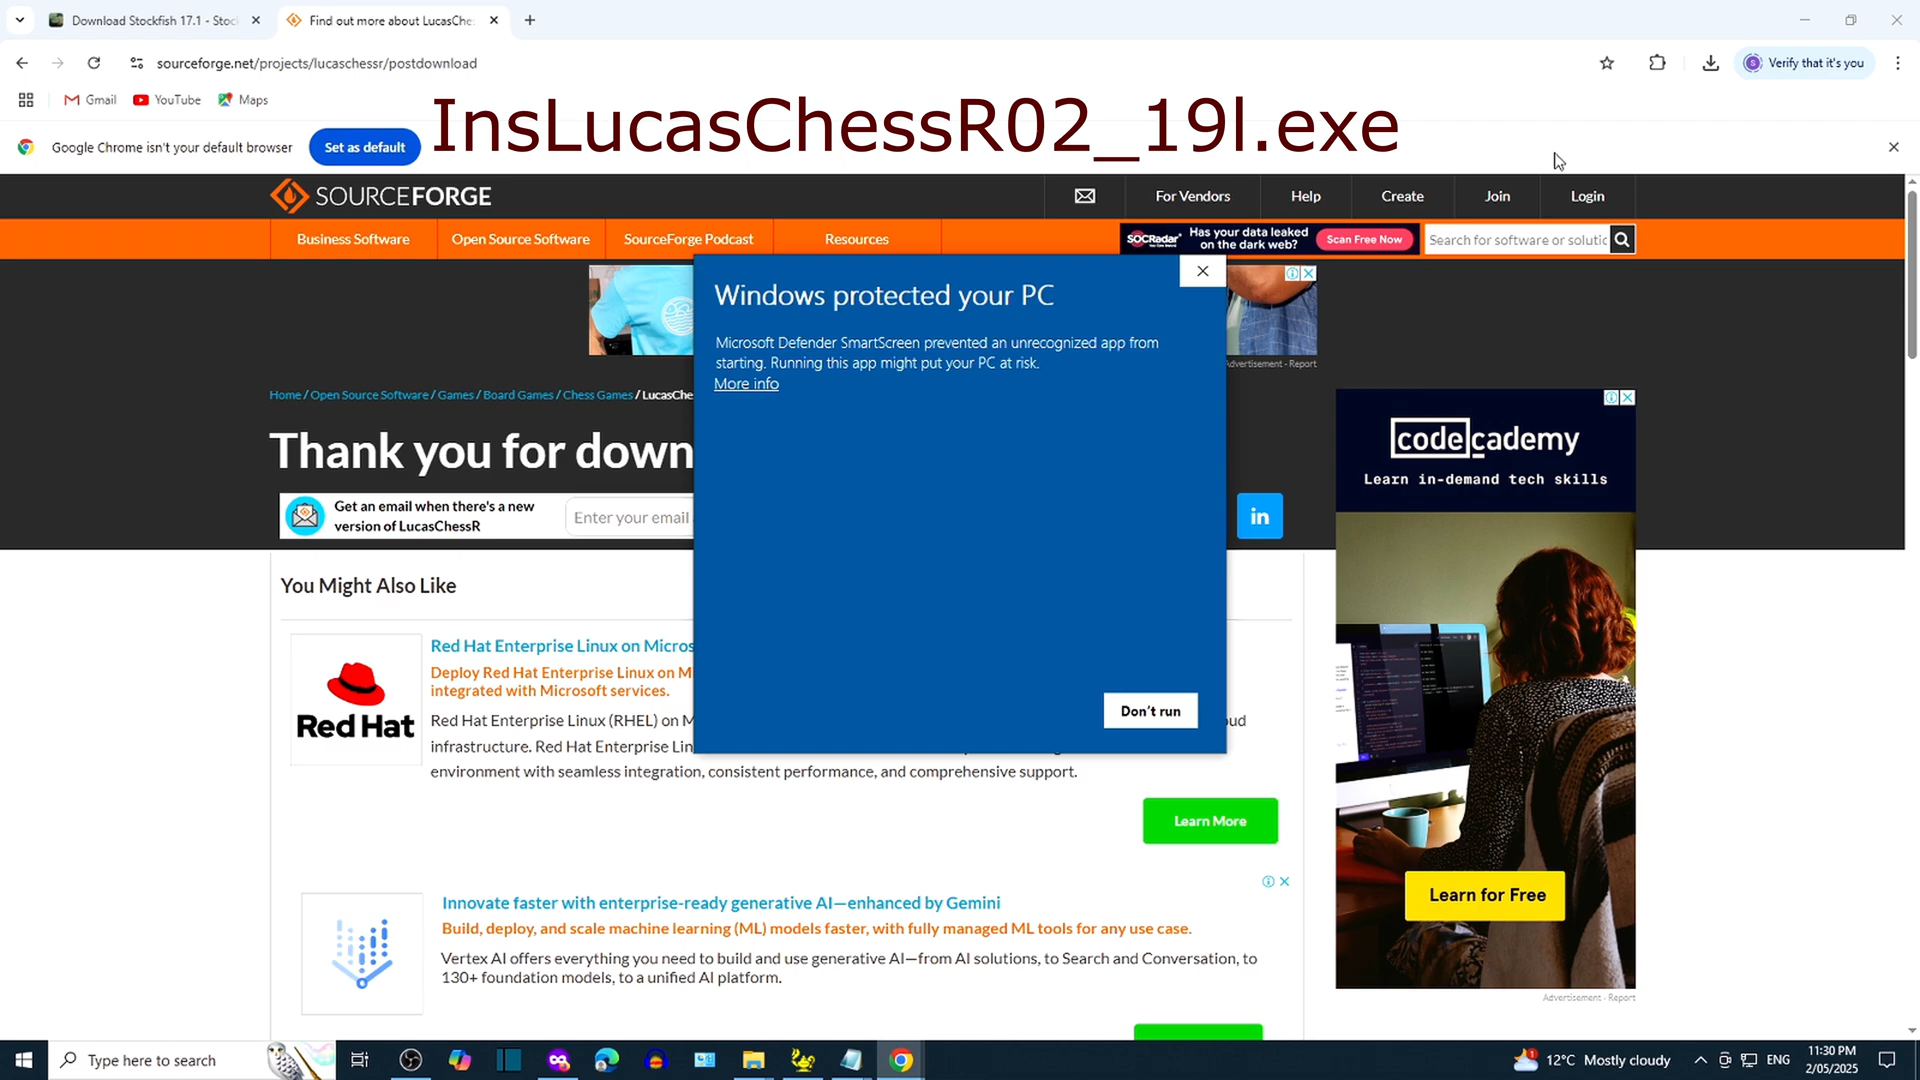 Download Stockfish 17.1 - Stoc
Find out more about LucasChes
sourceforge.net/projects/lucaschessr/postdownload
Verify that it's you
Gmail
YouTube
Maps
InsLucasChessR02_19l.exe
Google Chrome isn't your default browser
Set as default
SOURCEFORGE
For Vendors
Help
Create
Join
Login
Business Software
Open Source Software
SourceForge Podcast
Resources
SOCRadar
Has your data leaked
on the dark web?
Scan Free Now
Search for software or solutic
Windows protected your PC
Microsoft Defender SmartScreen prevented an unrecognized app from
starting. Running this app might put your PC at risk.
More info
Don't run
Advertisement - Report
Home / Open Source Software / Games / Board Games / Chess Games / LucasChe
Thank you for down
Get an email when there's a new
version of LucasChessR
Enter your email
in
You Might Also Like
Red Hat
Red Hat Enterprise Linux on Micros
Deploy Red Hat Enterprise Linux on M
integrated with Microsoft services.
Red Hat Enterprise Linux (RHEL) on M
oud
infrastructure. Red Hat Enterprise Lin
environment with seamless integration, consistent performance, and comprehensive support.
Learn More
Innovate faster with enterprise-ready generative AI—enhanced by Gemini
Build, deploy, and scale machine learning (ML) models faster, with fully managed ML tools for any use case.
Vertex AI offers everything you need to build and use generative AI—from AI solutions, to Search and Conversation, to
130+ foundation models, to a unified AI platform.
codecademy
Learn in-demand tech skills
Learn for Free
Advertisement - Report
Type here to search
12°C Mostly cloudy
ENG
11:30 PM
2/05/2025